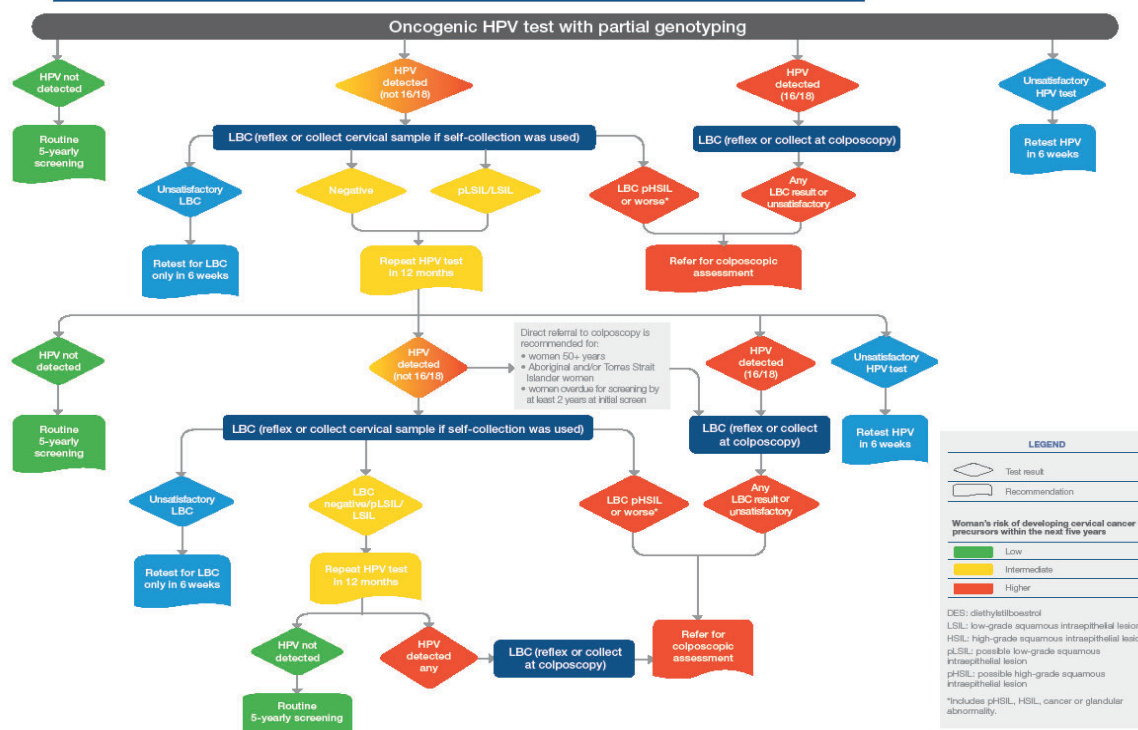 Oncogenic HPV test with partial genotyping
HPV not
detected
HPV
detected
(not 16/18)
HPV
detected
(16/18)
Unsatisfactory
HPV test
Routine
5-yearly
screening
LBC (reflex or collect cervical sample if self-collection was used)
LBC (reflex or collect at colposcopy)
Retest HPV
in 6 weeks
Unsatisfactory
LBC
Negative
pLSIL/LSIL
LBC pHSIL
or worse*
Any
LBC result or
unsatisfactory
Retest for LBC
only in 6 weeks
Repeat HPV test
in 12 months
Refer for colposcopic
assessment
HPV not
detected
HPV
detected
(not 16/18)
Direct referral to colposcopy is
recommended for:
• women 50+ years
• Aboriginal and/or Torres Strait
Islander women
• women overdue for screening by
at least 2 years at initial screen
HPV
detected
(16/18)
Unsatisfactory
HPV test
Routine
5-yearly
screening
LBC (reflex or collect cervical sample if self-collection was used)
LBC (reflex or collect
at colposcopy)
Retest HPV
in 6 weeks
Unsatisfactory
LBC
LBC
negative/pLSIL/
LSIL
LBC pHSIL
or worse*
Any
LBC result or
unsatisfactory
Retest for LBC
only in 6 weeks
Repeat HPV test
in 12 months
HPV not
detected
HPV
detected
any
LBC (reflex or collect
at colposcopy)
Refer for
colposcopic
assessment
Routine
5-yearly screening
LEGEND
Test result
Recommendation
Woman's risk of developing cervical cancer
precursors within the next five years
Low
Intermediate
Higher
DES: diethylstilboestrol
LSIL: low-grade squamous intraepithelial lesion
HSIL: high-grade squamous intraepithelial
pLSIL: possible low-grade squamous
intraepithelial lesion
pHSIL: possible high-grade squamous
intraepithelial lesion
*Includes pHSIL, HSIL, cancer or glandular
abnormality.